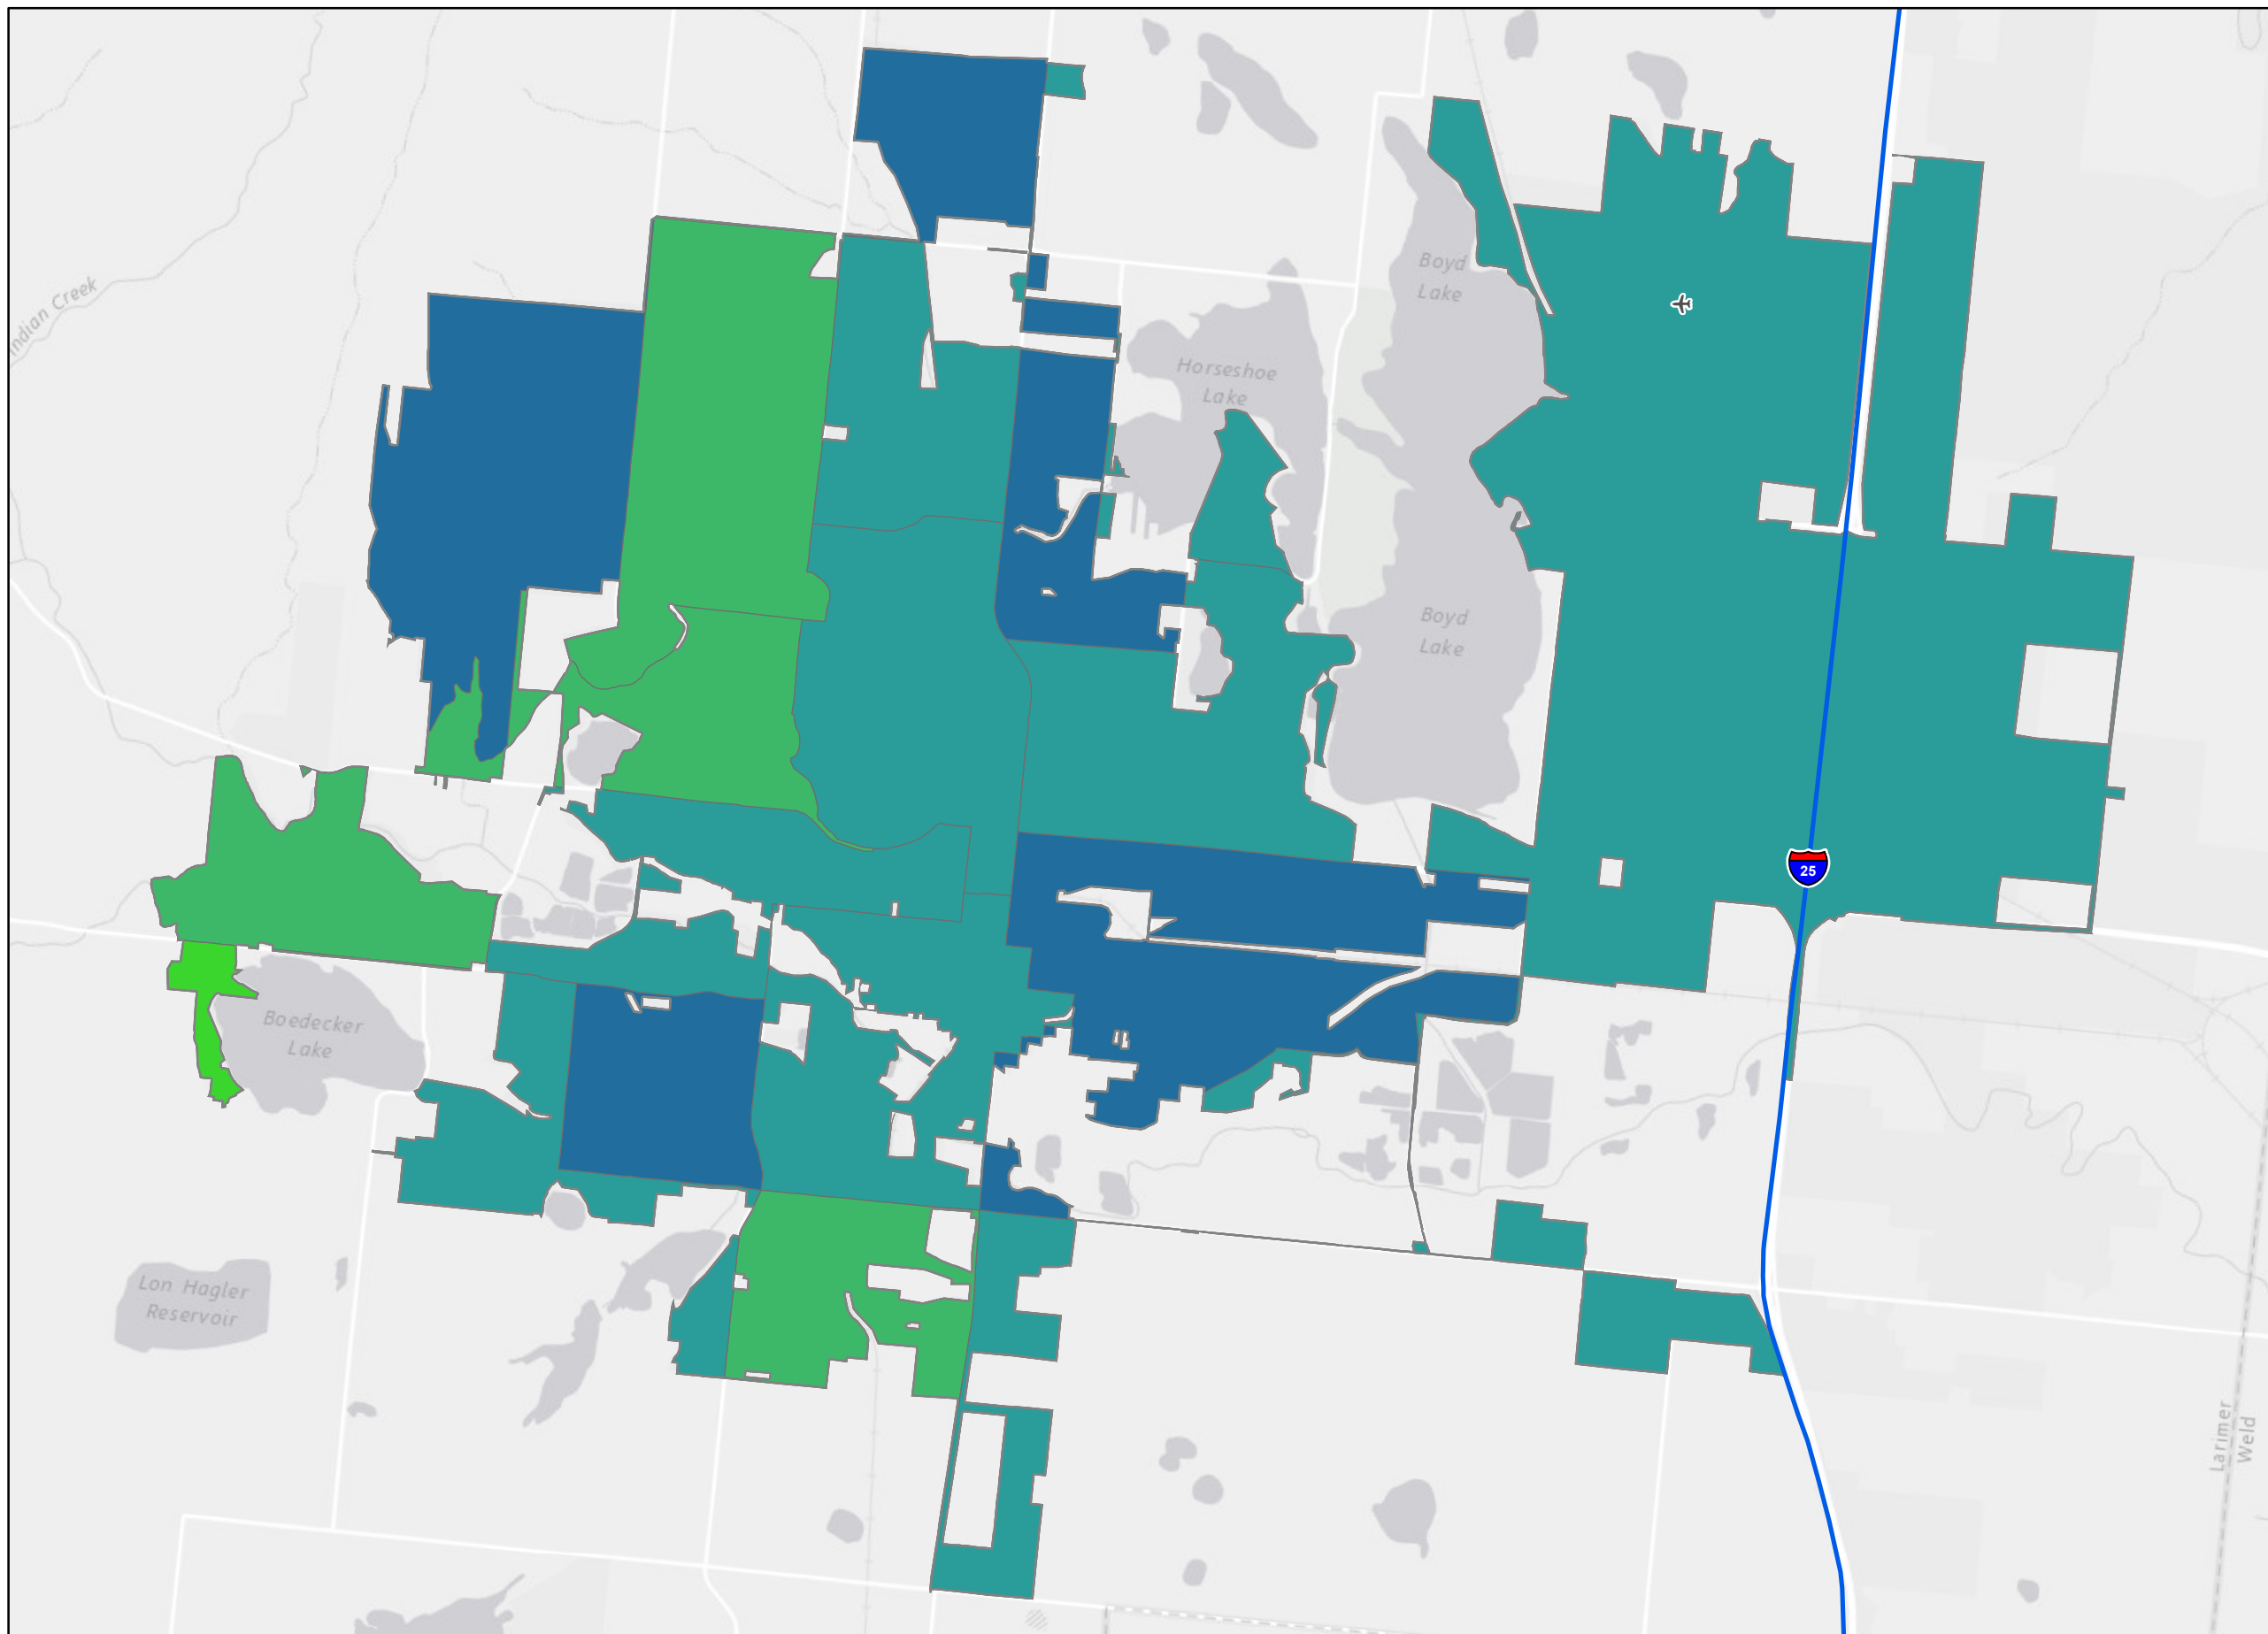 Boyd
Lake
Indian Creek
Horseshoe
Lake
Boyd
Lake
25
Boedecker
Lake
Lon Hagler
Reservoir
Larimer
Weld